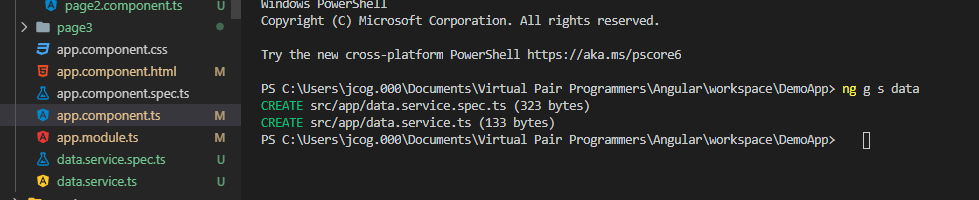 page2.component.ts U
page3
app.component.css
app.component.html M
app.component.spec.ts
app.component.ts M
app.module.ts M
data.service.spec.ts U
data.service.ts U
Windows PowerShell
Copyright (C) Microsoft Corporation. All rights reserved.
Try the new cross-platform PowerShell https://aka.ms/pscore6
PS C:\Users\jcog.000\Documents\Virtual Pair Programmers\Angular\workspace\DemoApp> ng g s data
CREATE src/app/data.service.spec.ts (323 bytes)
CREATE src/app/data.service.ts (133 bytes)
PS C:\Users\jcog.000\Documents\Virtual Pair Programmers\Angular\workspace\DemoApp>